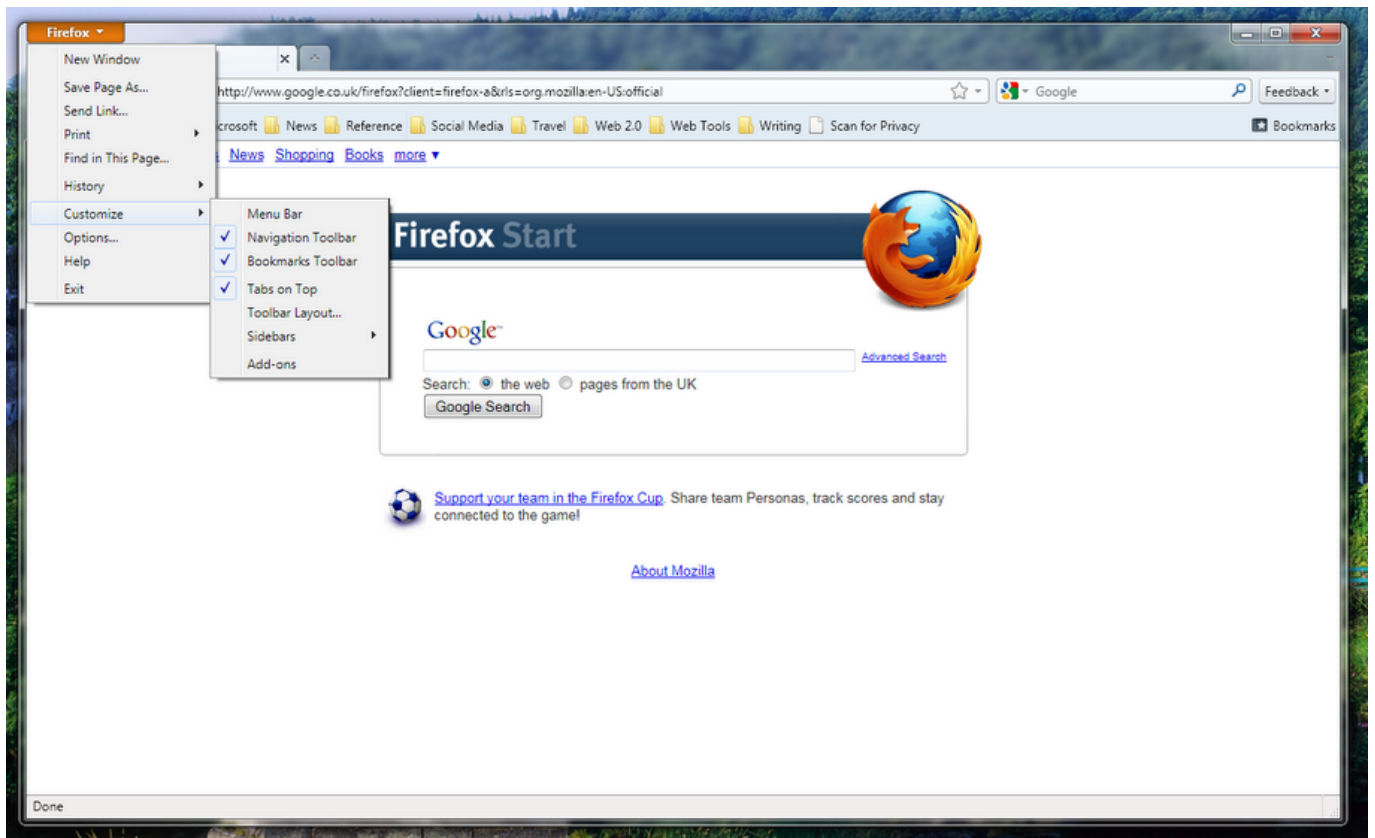 Firefox
New Window
Save Page As...
Send Link...
Print
Find in This Page...
History
Customize
Options...
Help
Exit
Menu Bar
Navigation Toolbar
Bookmarks Toolbar
Tabs on Top
Toolbar Layout...
Sidebars
Add-ons
http://www.google.co.uk/firefox?client=firefox-a&rls=org.mozilla:en-US:official
Google
Feedback
crosoft News Reference Social Media Travel Web 2.0 Web Tools Writing Scan for Privacy
Bookmarks
News Shopping Books more
Firefox Start
Google
Advanced Search
Search: the web pages from the UK
Google Search
Support your team in the Firefox Cup. Share team Personas, track scores and stay
connected to the game!
About Mozilla
Done